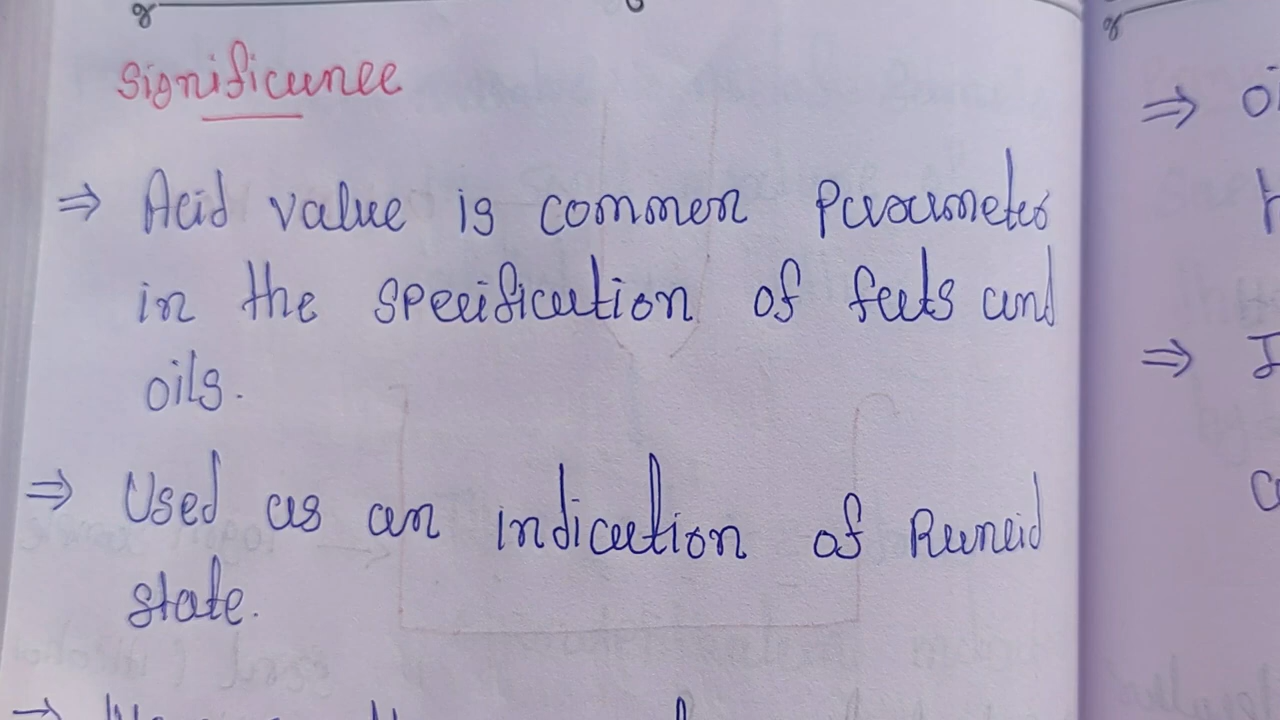 Significance
⇒ Acid value is common Parameter
in the specification of fats and
oils.
⇒ Used as an indication of Rancid
state.